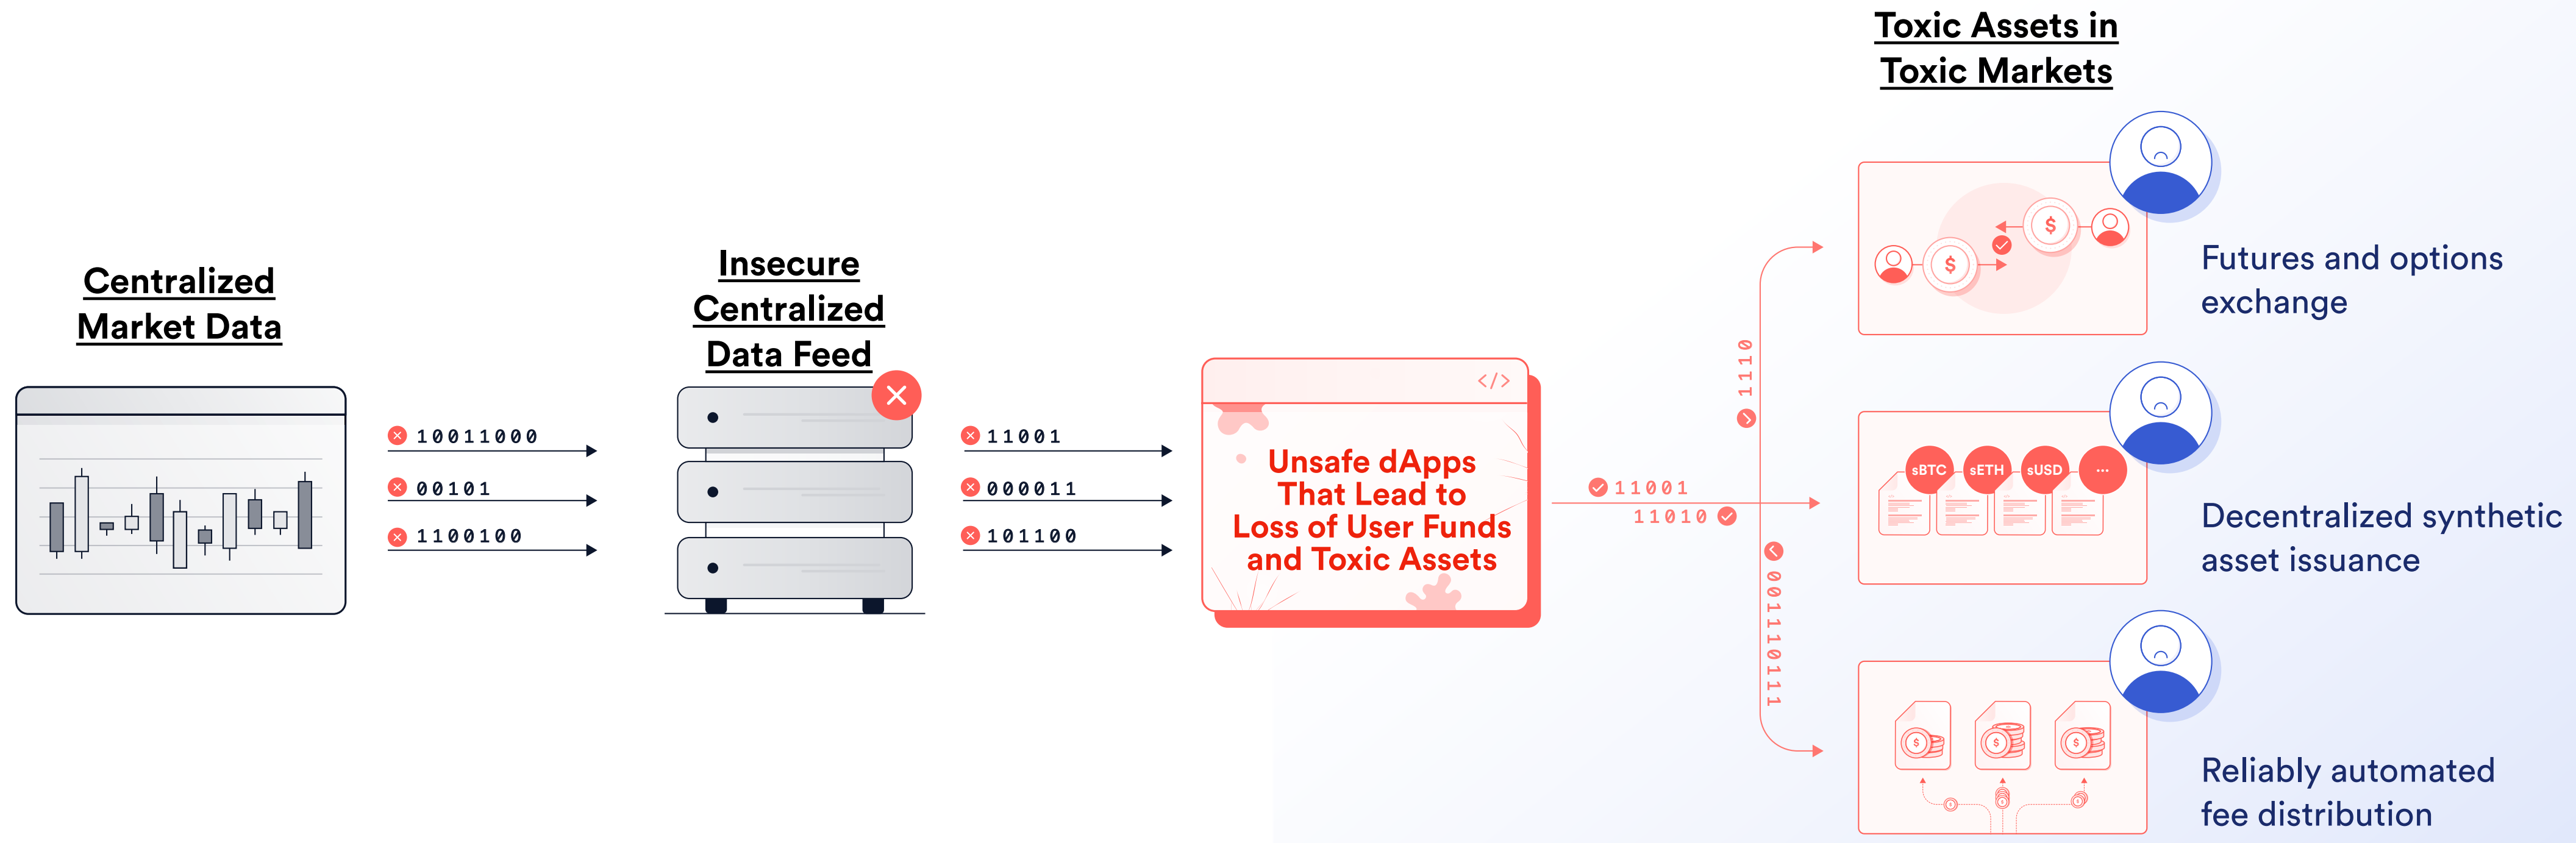 Centralized
Market Data
10011000
00101
1100100
Insecure
Centralized
Data Feed
11001
000011
101100
</>
Unsafe dApps
That Lead to
Loss of User Funds
and Toxic Assets
11001
11010
11110
00111101111
Toxic Assets in
Toxic Markets
$
$
Futures and options
exchange
sBTC
sETH
sUSD
...
Decentralized synthetic
asset issuance
$
$
$
Reliably automated
fee distribution